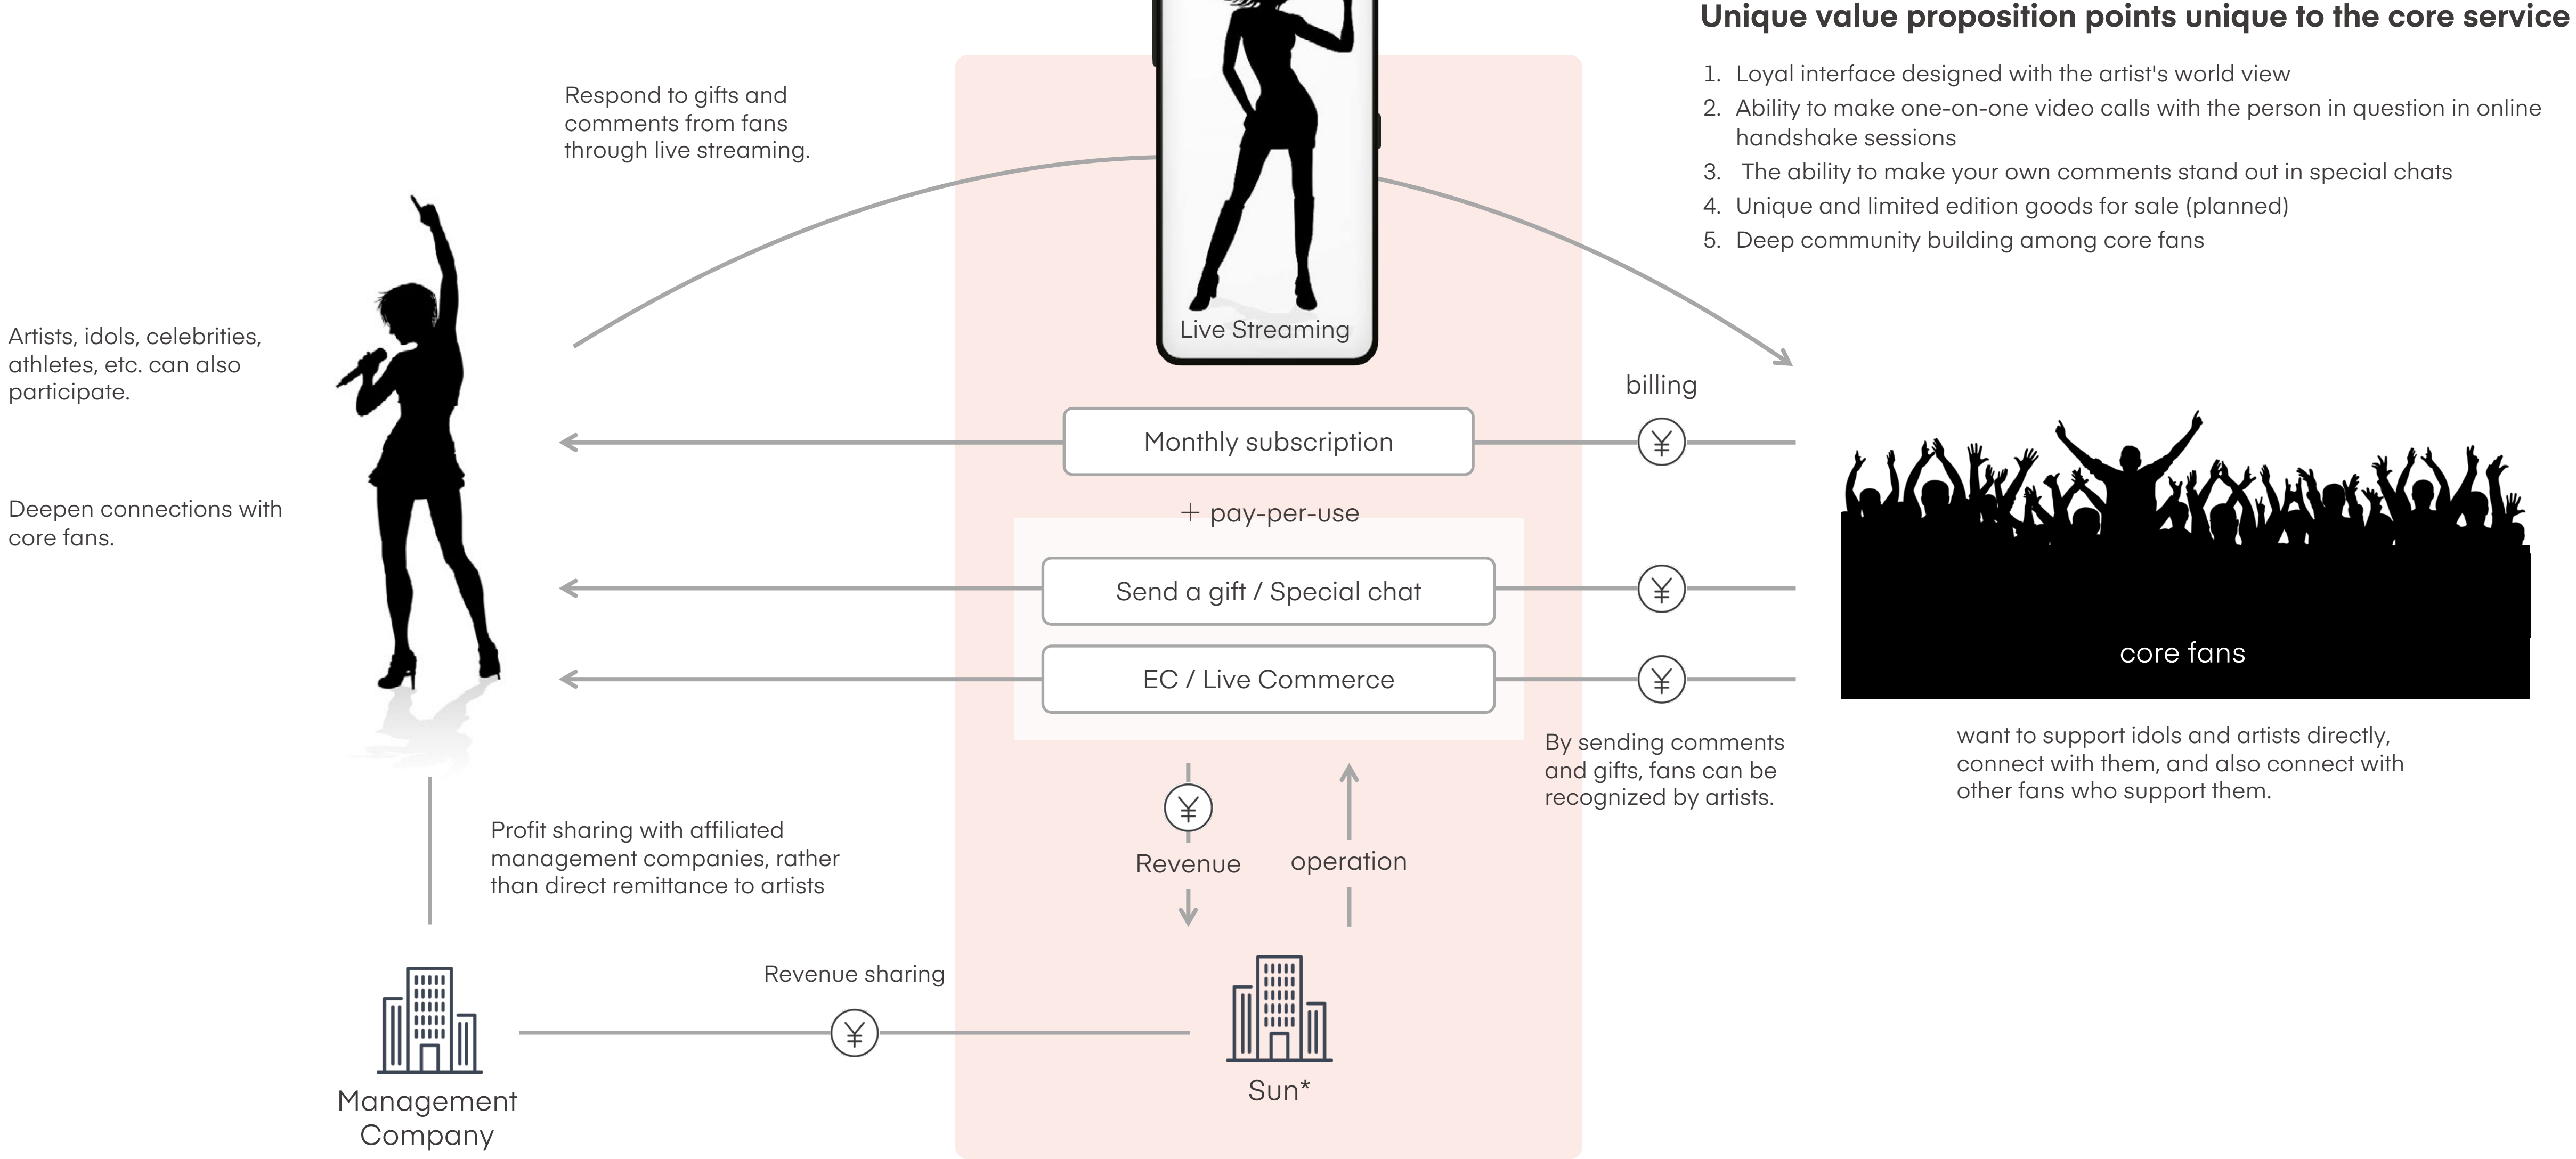 Unique value proposition points unique to the core service
1. Loyal interface designed with the artist's world view
2. Ability to make one-on-one video calls with the person in question in online
handshake sessions
3. The ability to make your own comments stand out in special chats
4. Unique and limited edition goods for sale (planned)
5. Deep community building among core fans
Respond to gifts and
comments from fans
through live streaming.
Live Streaming
Artists, idols, celebrities,
athletes, etc. can also
participate.
Deepen connections with
core fans.
billing
Monthly subscription
¥
+ pay-per-use
Send a gift / Special chat
¥
EC / Live Commerce
¥
core fans
By sending comments
and gifts, fans can be
recognized by artists.
want to support idols and artists directly,
connect with them, and also connect with
other fans who support them.
Profit sharing with affiliated
management companies, rather
than direct remittance to artists
¥
Revenue
operation
Revenue sharing
¥
Management
Company
Sun*